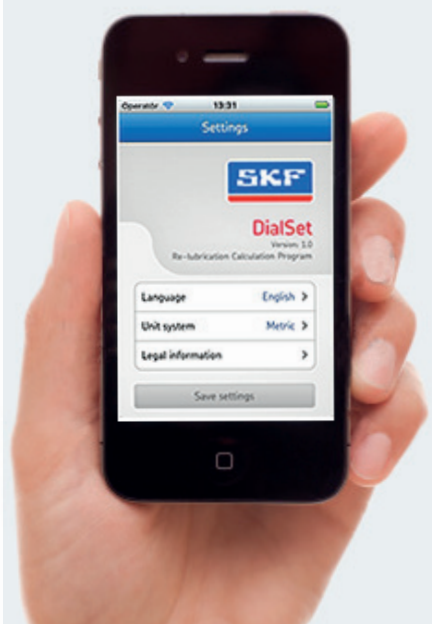 Operatör 13:31
Settings
SKF
DialSet
Version: 1.0
Re-lubrication Calculation Program
Language English >
Unit system Metric >
Legal information >
Save settings